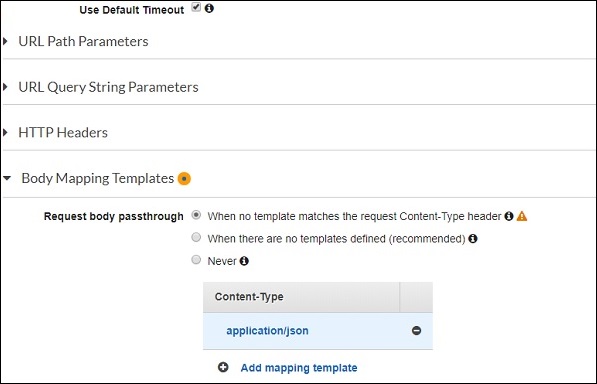 Use Default Timeout
URL Path Parameters
URL Query String Parameters
HTTP Headers
Body Mapping Templates
Request body passthrough When no template matches the request Content-Type header
When there are no templates defined (recommended)
Never
Content-Type
application/json
Add mapping template